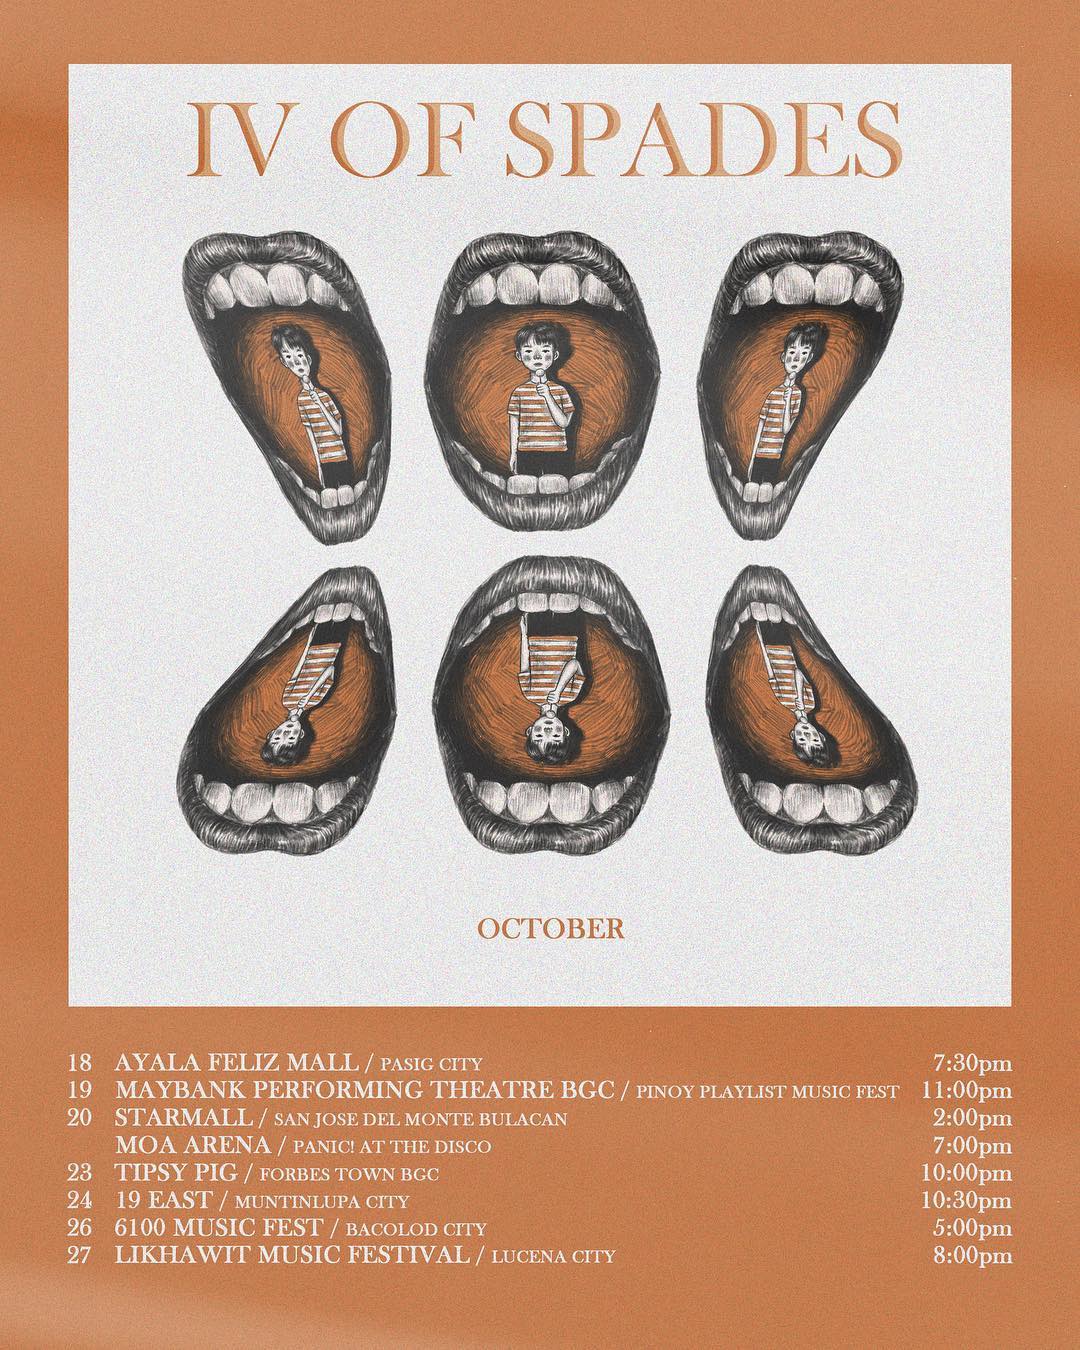 IV OF SPADES
OCTOBER
18 AYALA FELIZ MALL / PASIG CITY 7:30pm
19 MAYBANK PERFORMING THEATRE BGC / PINOY PLAYLIST MUSIC FEST 11:00pm
20 STARMALL / SAN JOSE DEL MONTE BULACAN 2:00pm
MOA ARENA / PANIC! AT THE DISCO 7:00pm
23 TIPSY PIG / FORBES TOWN BGC 10:00pm
24 19 EAST / MUNTINLUPA CITY 10:30pm
26 6100 MUSIC FEST / BACOLOD CITY 5:00pm
27 LIKHAWIT MUSIC FESTIVAL / LUCENA CITY 8:00pm